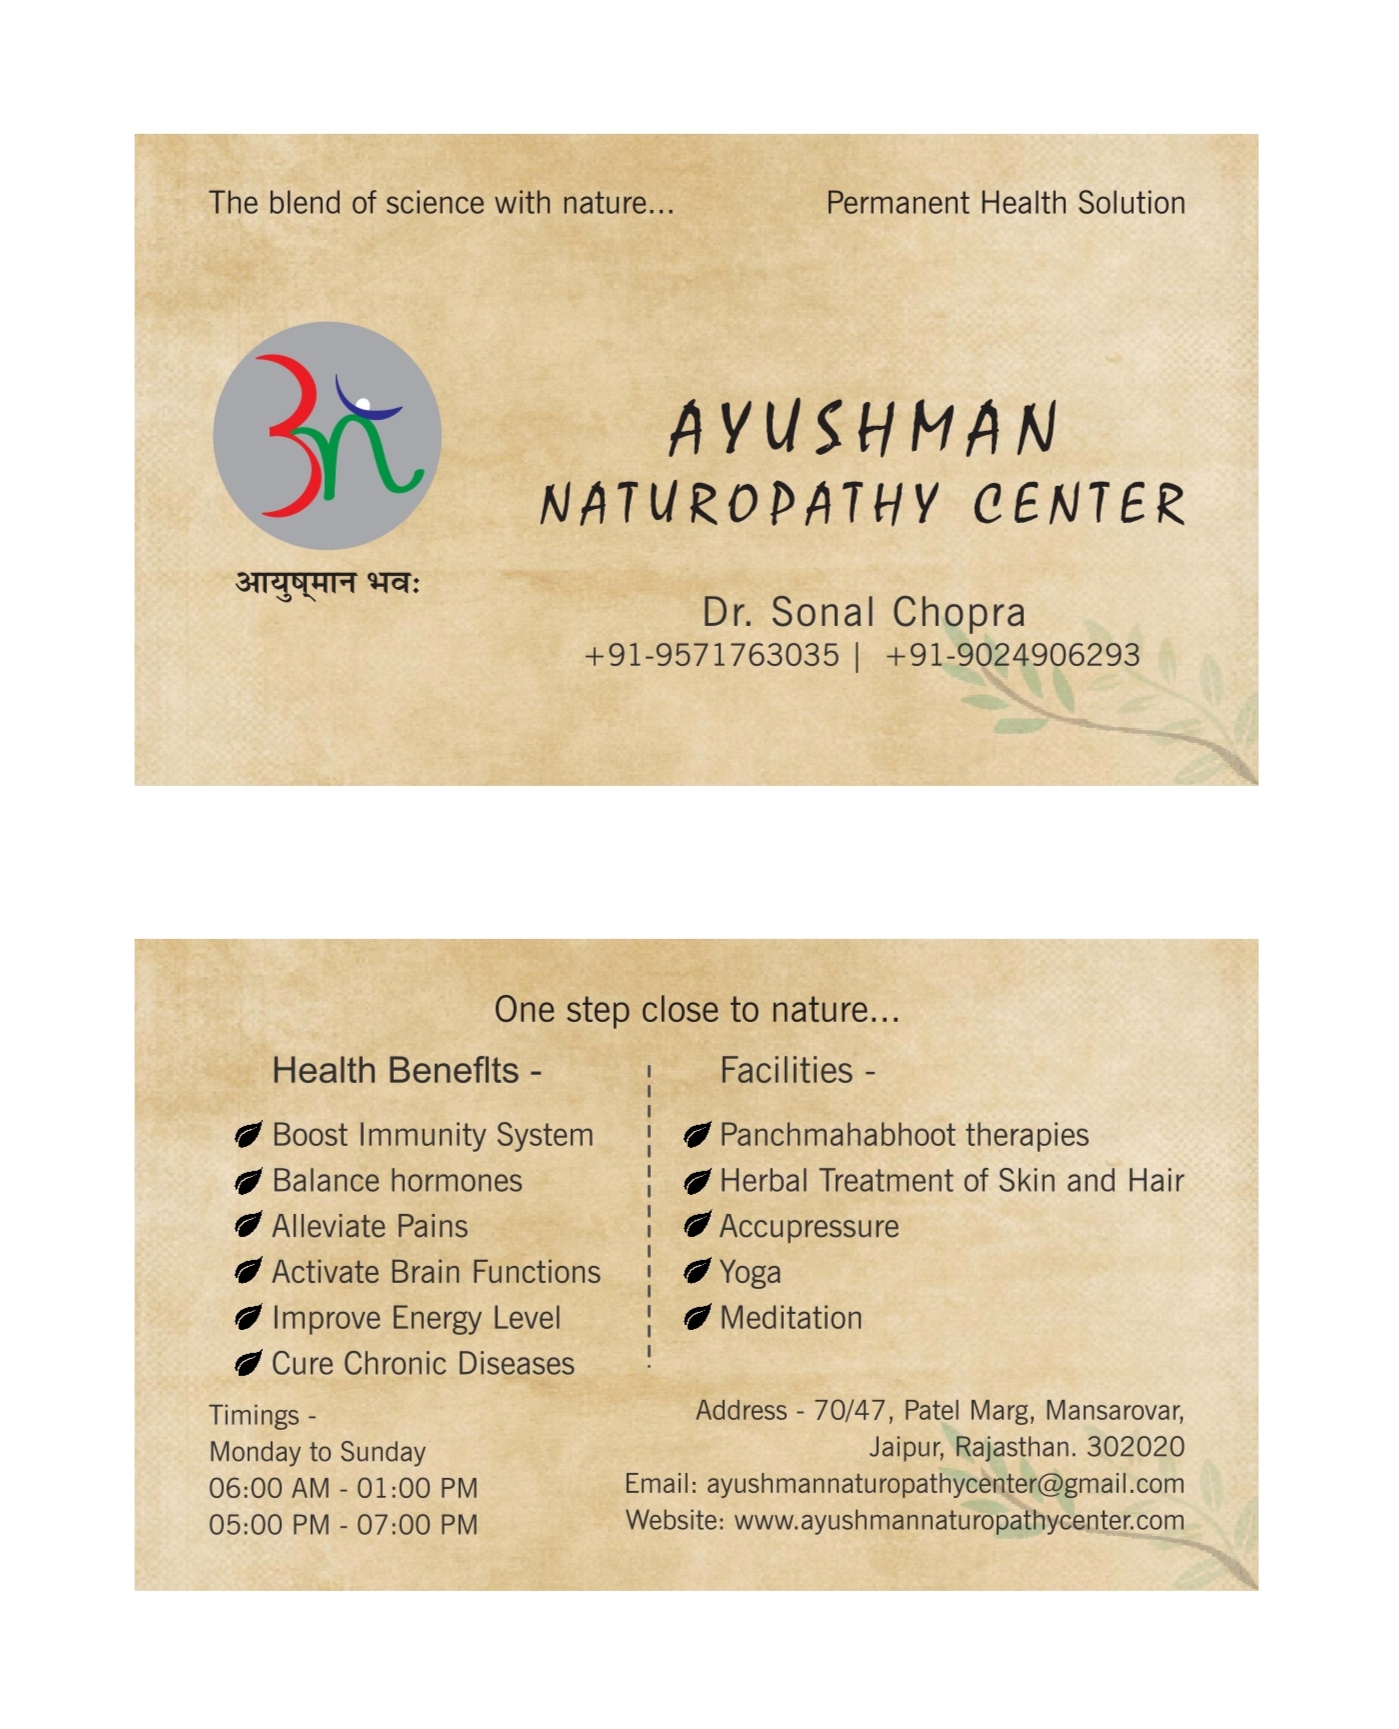 The blend of science with nature...
Permanent Health Solution
आयुष्मान भवः
AYUSHMAN
NATUROPATHY CENTER
Dr. Sonal Chopra
+91-9571763035 | +91-9024906293
One step close to nature...
Health Beneflts -
Boost Immunity System
Balance hormones
Alleviate Pains
Activate Brain Functions
Improve Energy Level
Cure Chronic Diseases
Facilities -
Panchmahabhoot therapies
Herbal Treatment of Skin and Hair
Accupressure
Yoga
Meditation
Timings -
Monday to Sunday
06:00 AM - 01:00 PM
05:00 PM - 07:00 PM
Address - 70/47, Patel Marg, Mansarovar,
Jaipur, Rajasthan. 302020
Email: ayushmannaturopathycenter@gmail.com
Website: www.ayushmannaturopathycenter.com